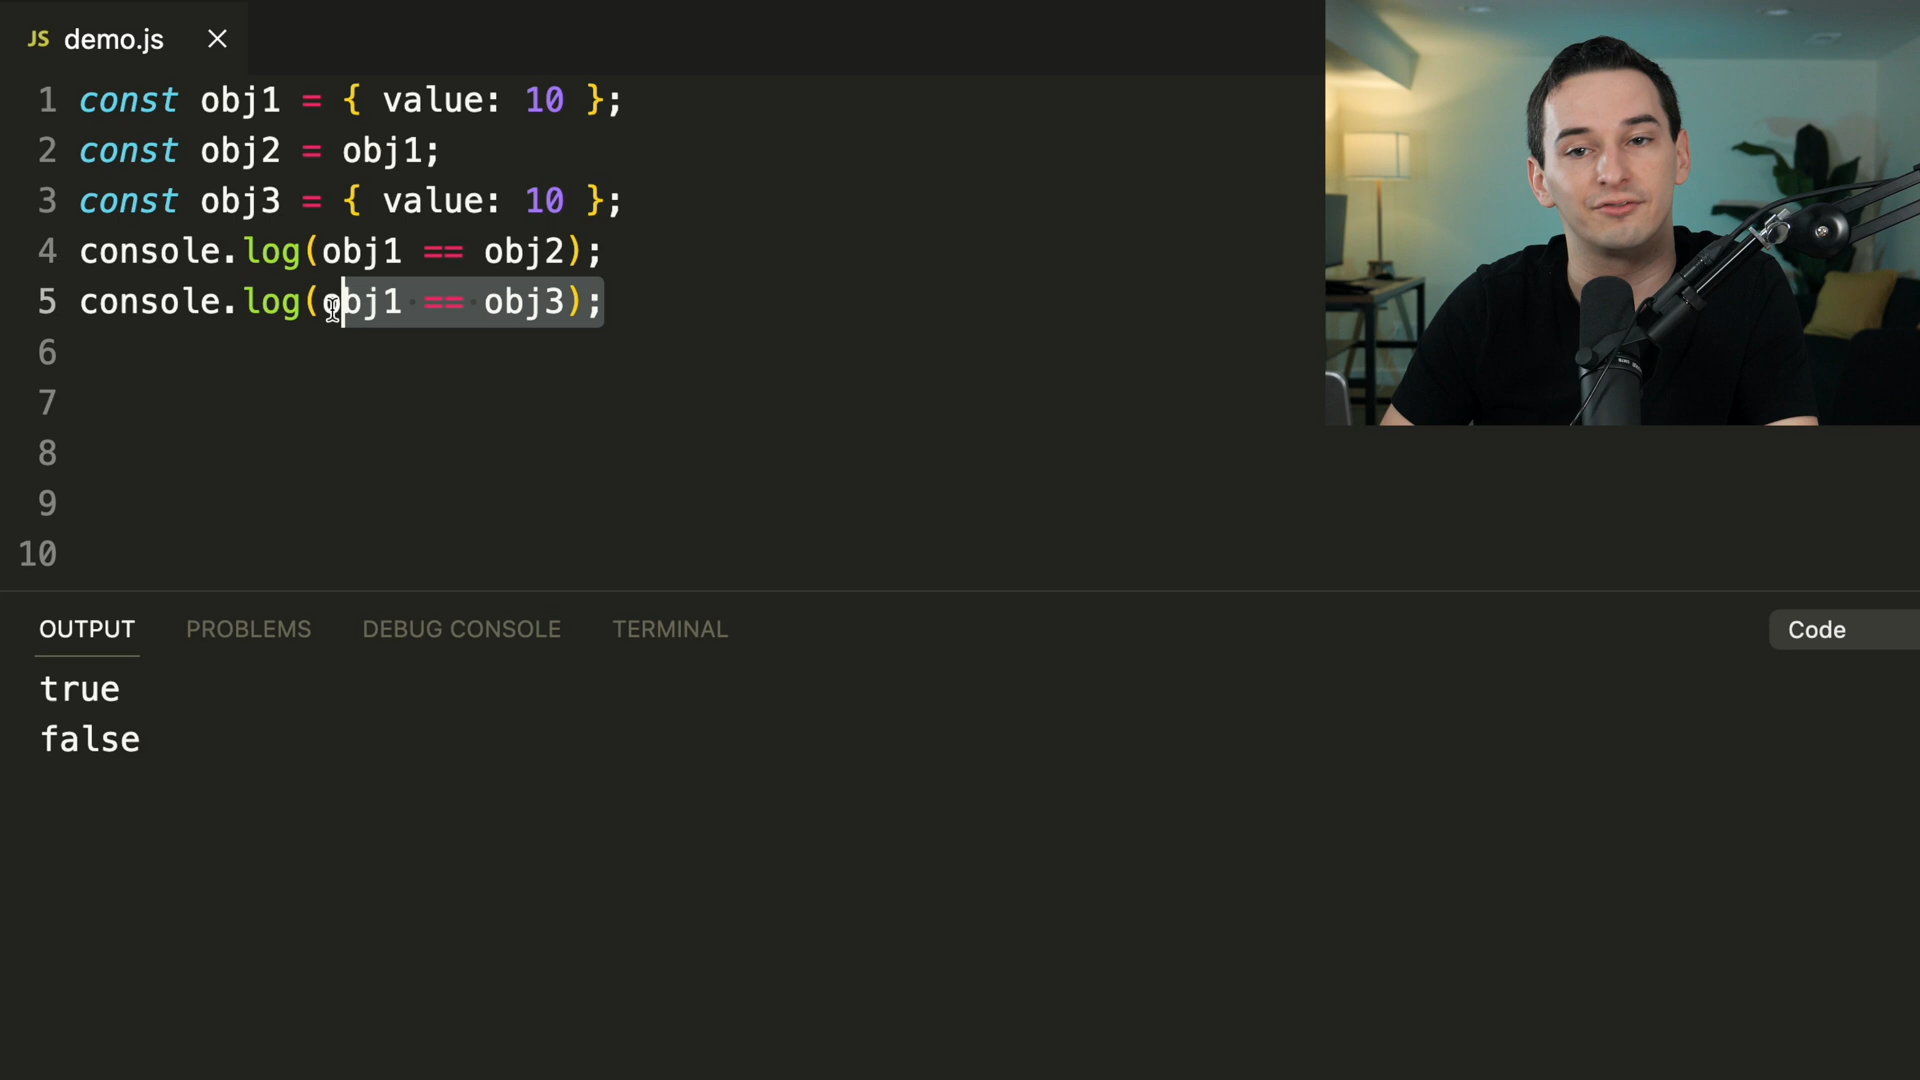 JS demo.js
1 const obj1 = { value: 10 };
2 const obj2 = obj1;
3 const obj3 = { value: 10 };
4 console.log(obj1 == obj2);
5 console.log(obj1 == obj3);
6
7
8
9
10
OUTPUT PROBLEMS DEBUG CONSOLE TERMINAL Code
true
false